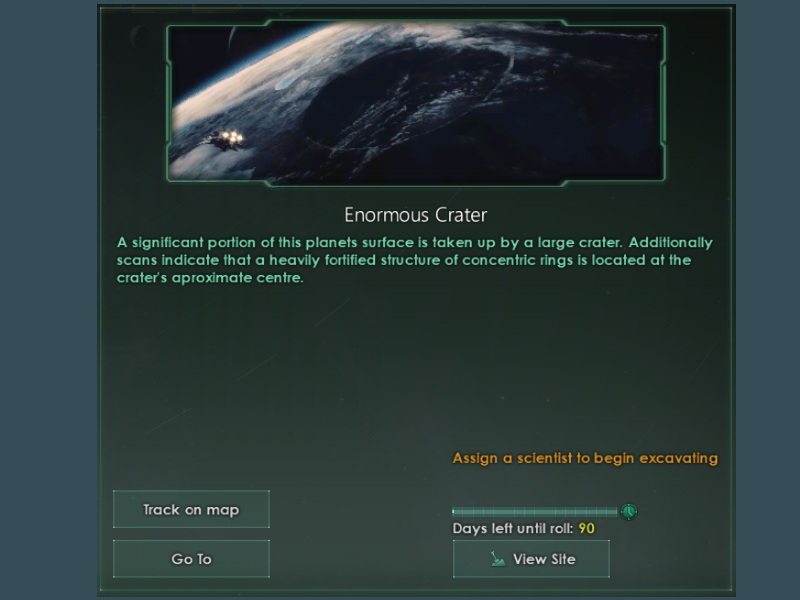 Enormous Crater
A significant portion of this planets surface is taken up by a large crater. Additionally
scans indicate that a heavily fortified structure of concentric rings is located at the
crater's aproximate centre.
Assign a scientist to begin excavating
Track on map
Days left until roll: 90
Go To
View Site